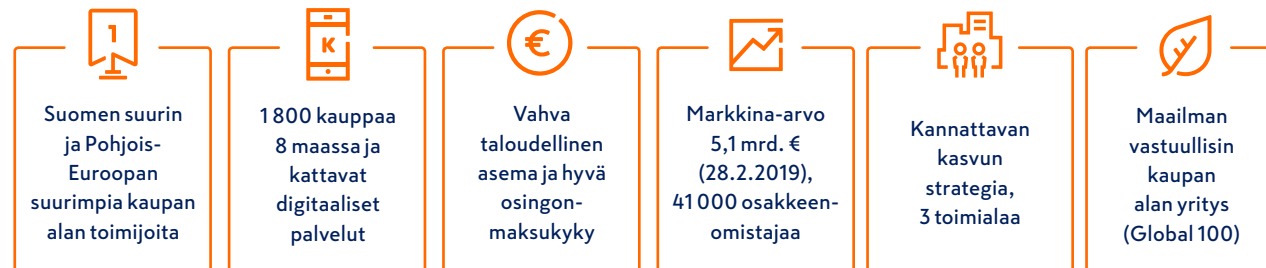 1
Suomen suurin
ja Pohjois-
Euroopan
suurimpia kaupan
alan toimijoita
K
1 800 kauppaa
8 maassa ja
kattavat
digitaaliset
palvelut
€
Vahva
taloudellinen
asema ja hyvä
osingon-
maksukyky
Markkina-arvo
5,1 mrd. €
(28.2.2019),
41 000 osakkeen-
omistajaa
Kannattavan
kasvun
strategia,
3 toimialaa
Maailman
vastuullisin
kaupan
alan yritys
(Global 100)